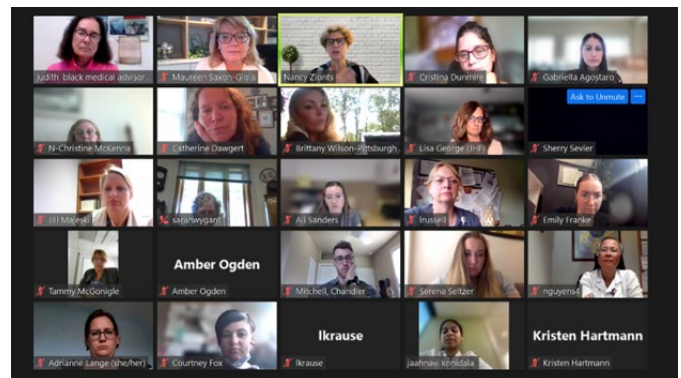 judith black medical advisor...
Maureen Saxon-Gioia
Nancy Zionts
Cristina Dunmire
Gabriella Agostaro
N-Christine McKenna
Catherine Dawgert
Brittany Wilson-Pittsburgh
Lisa George (JHF)
Ask to Unmute
Sherry Sevier
Jill Majeski
sarahwygant
Ali Sanders
lrussell
Emily Franke
Tammy McGonigle
Amber Ogden
Amber Ogden
Mitchell, Chandler
Serena Seltzer
nguyens4
Adrianne Lange (she/her)
Courtney Fox
lkrause
lkrause
jaahnavi konidala
Kristen Hartmann
Kristen Hartmann